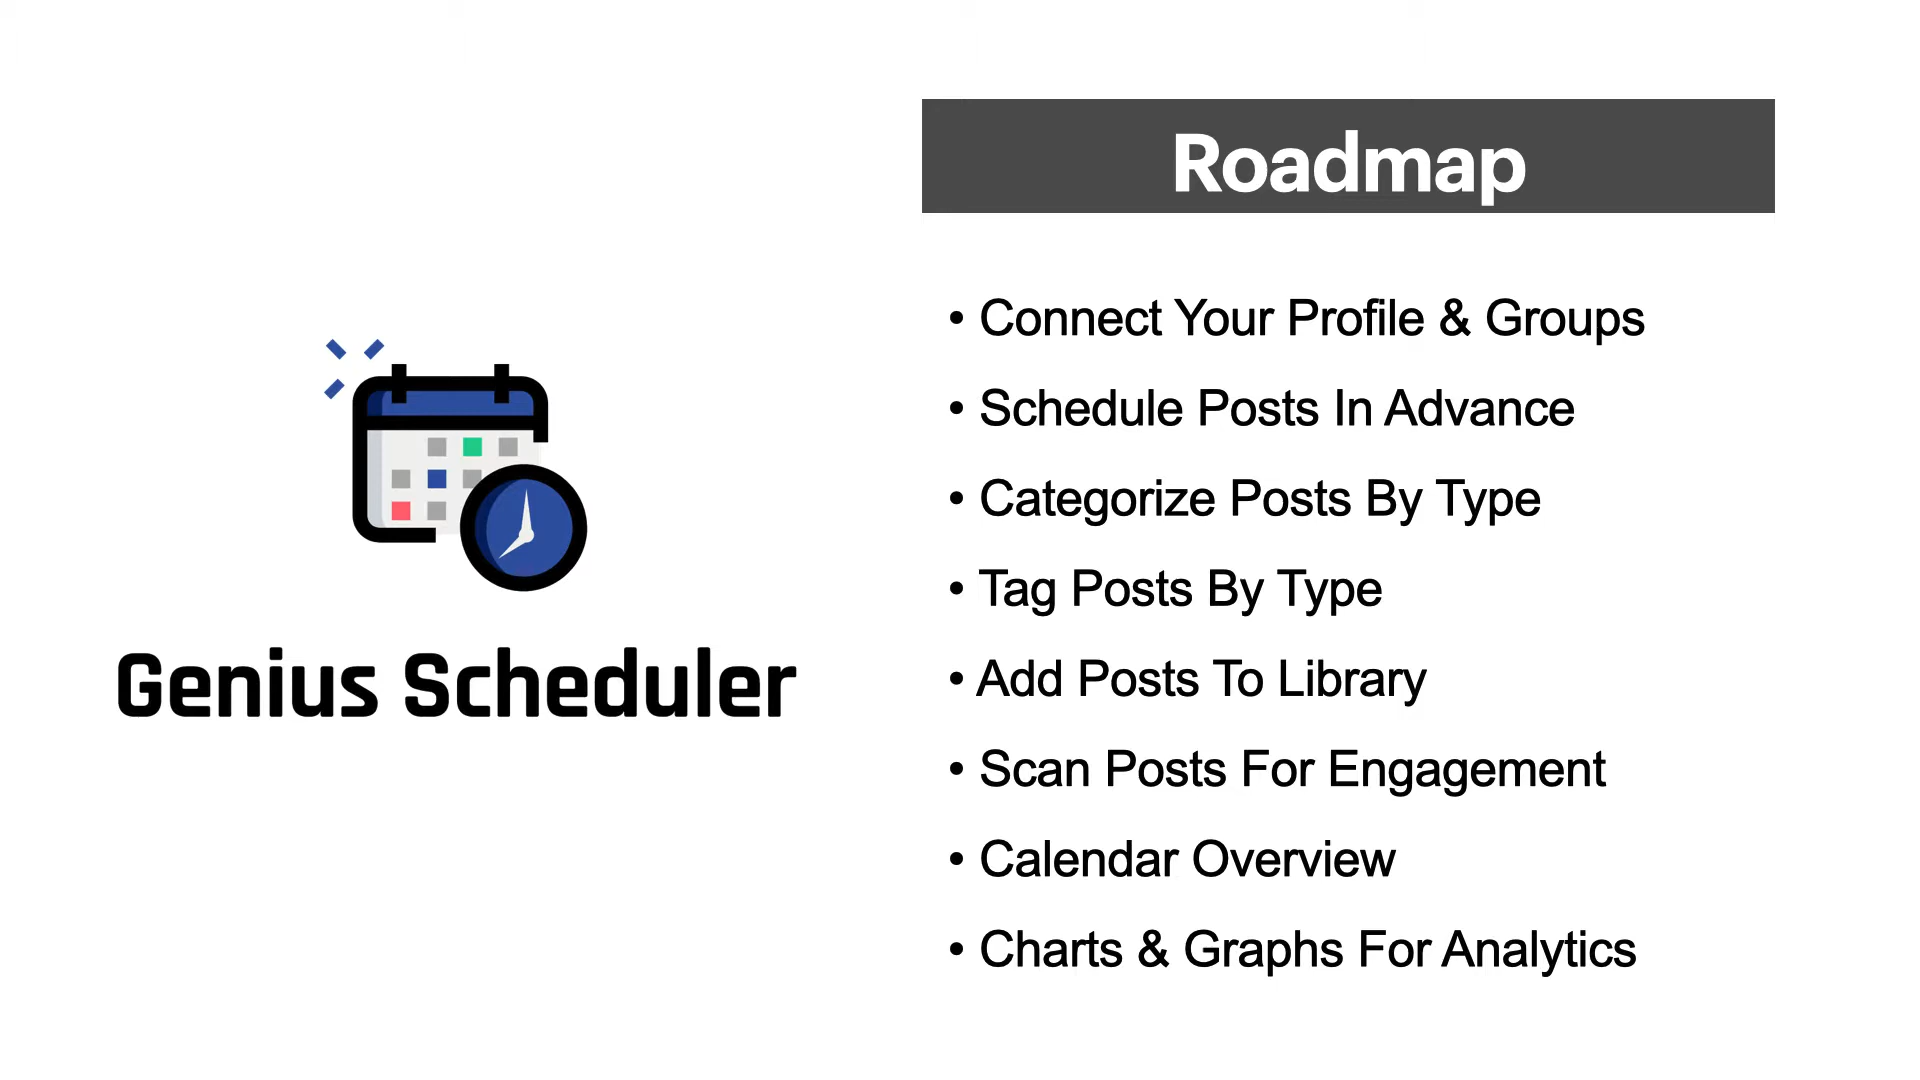 Roadmap
• Connect Your Profile & Groups
• Schedule Posts In Advance
• Categorize Posts By Type
• Tag Posts By Type
• Add Posts To Library
• Scan Posts For Engagement
• Calendar Overview
• Charts & Graphs For Analytics
Genius Scheduler